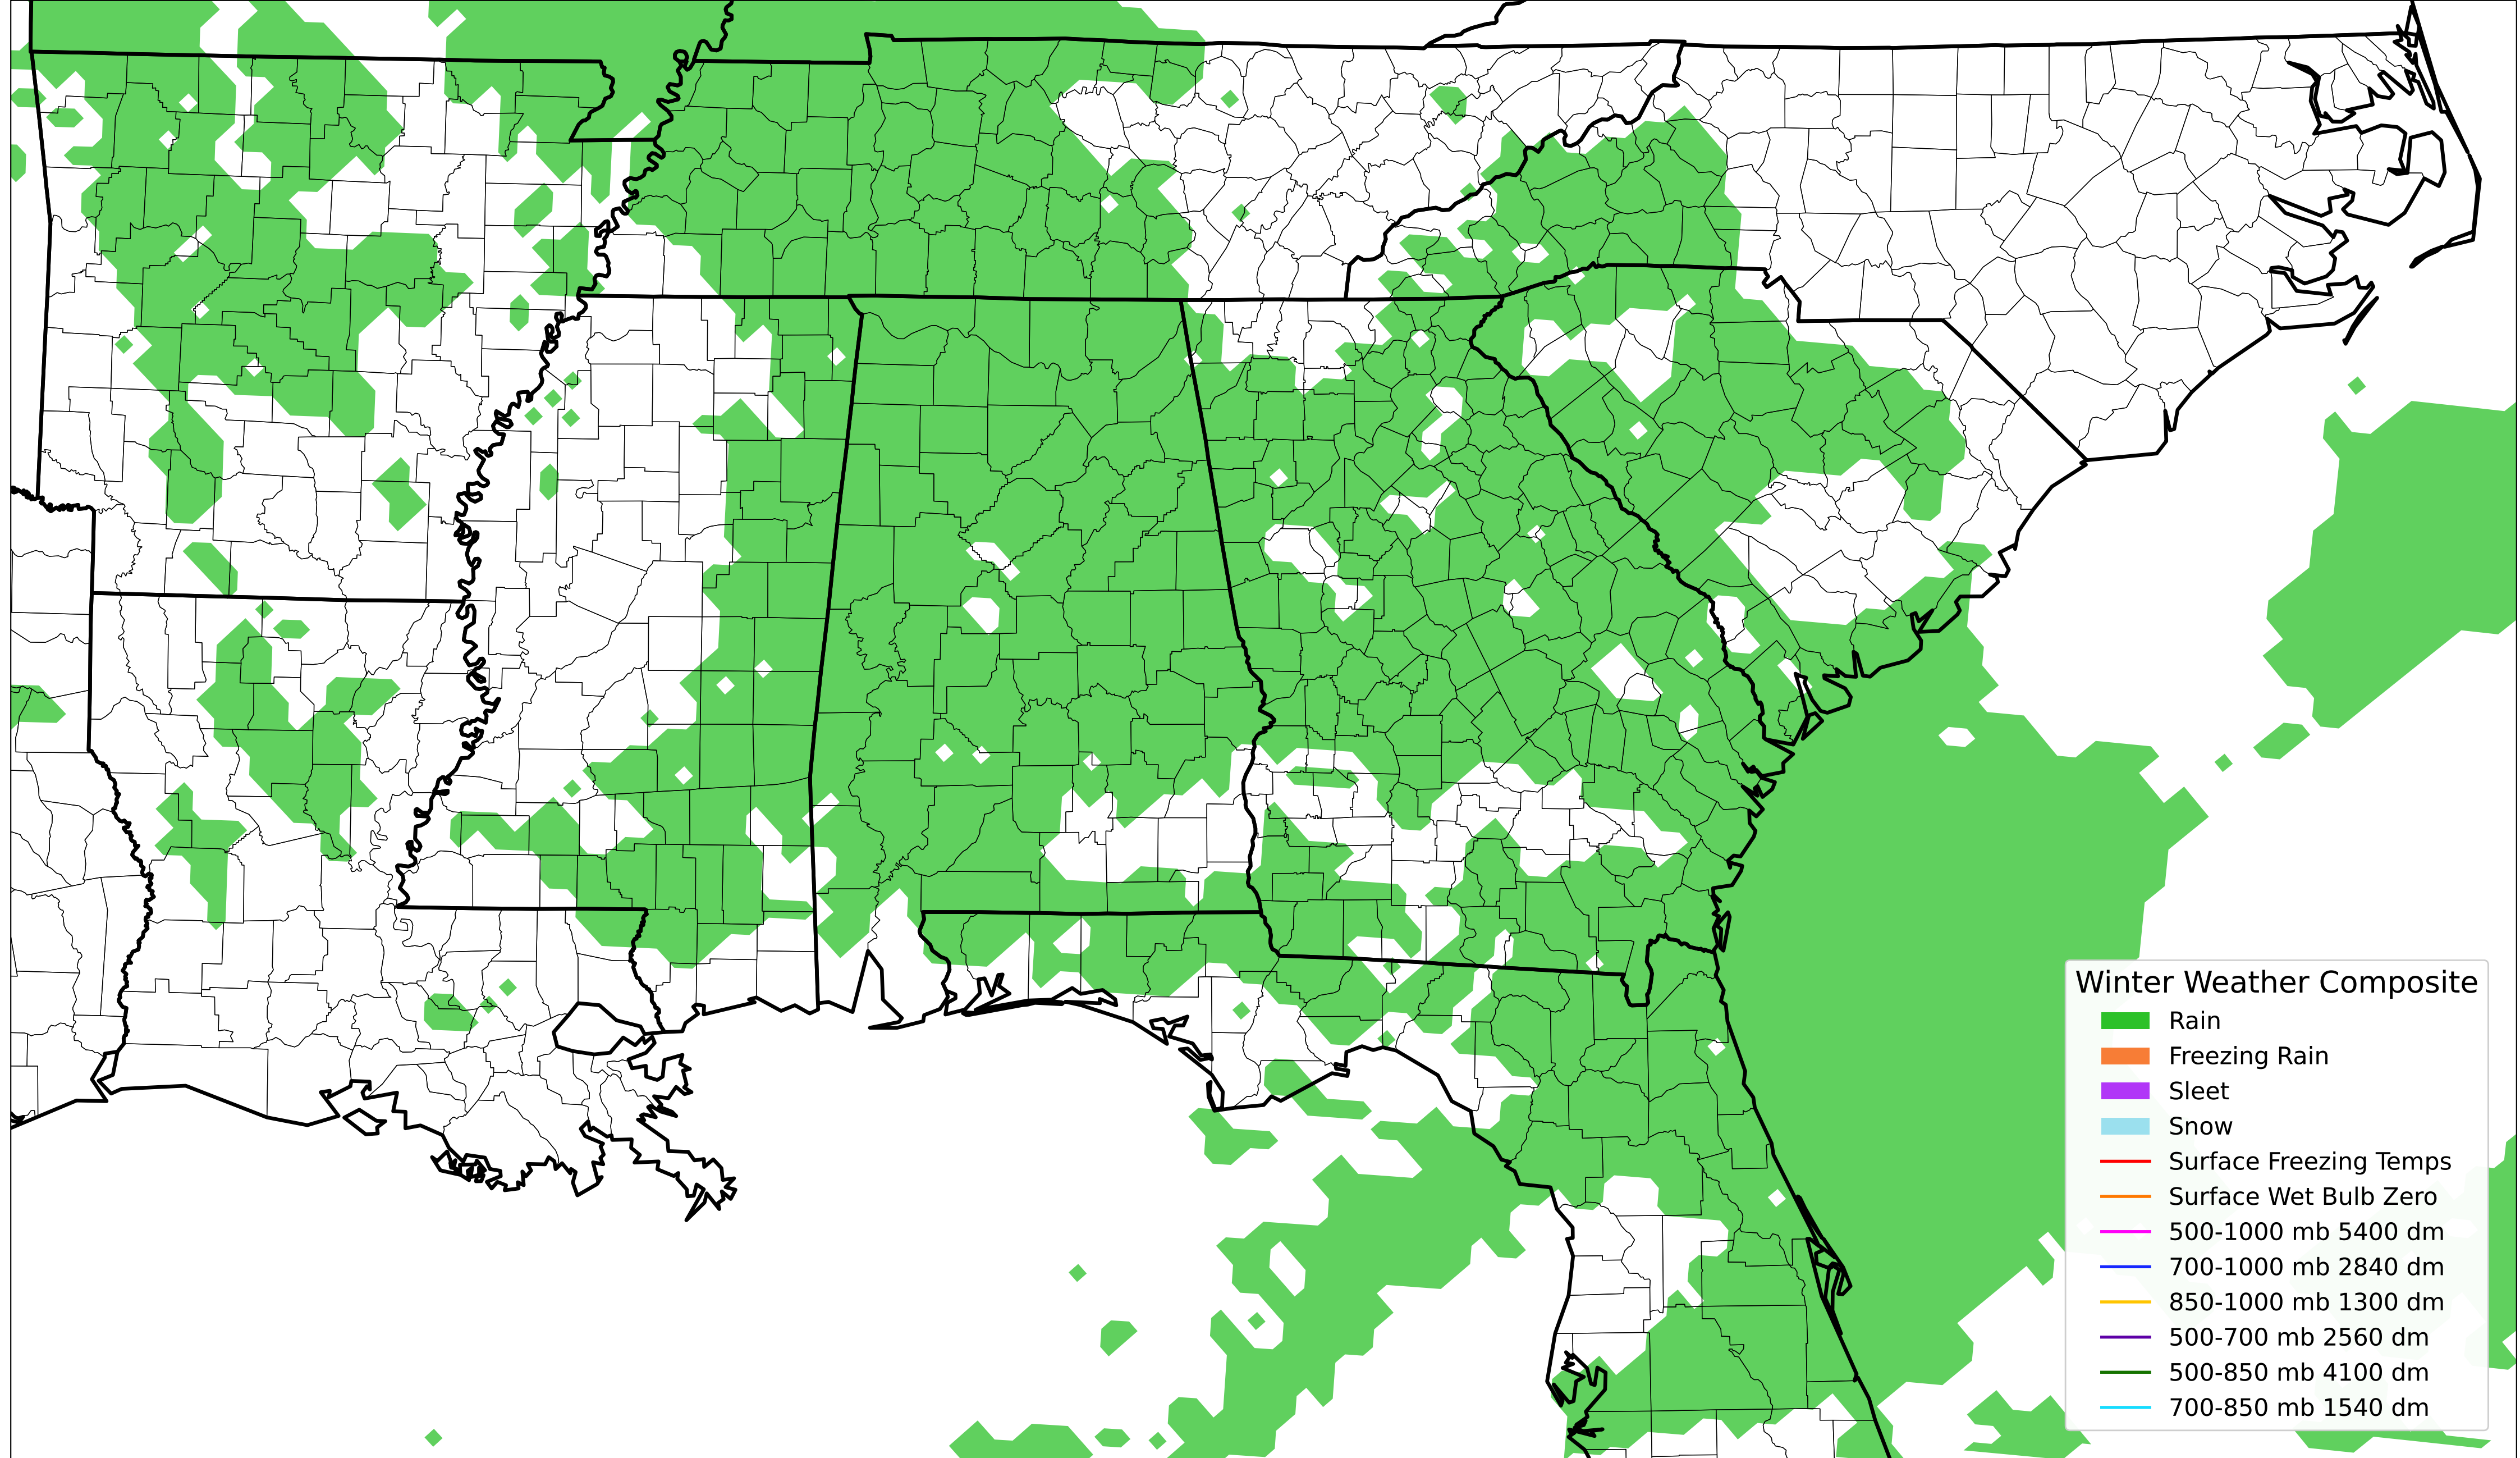 Winter Weather Composite
Rain
Freezing Rain
Sleet
Snow
Surface Freezing Temps
Surface Wet Bulb Zero
500-1000 mb 5400 dm
700-1000 mb 2840 dm
850-1000 mb 1300 dm
500-700 mb 2560 dm
500-850 mb 4100 dm
700-850 mb 1540 dm